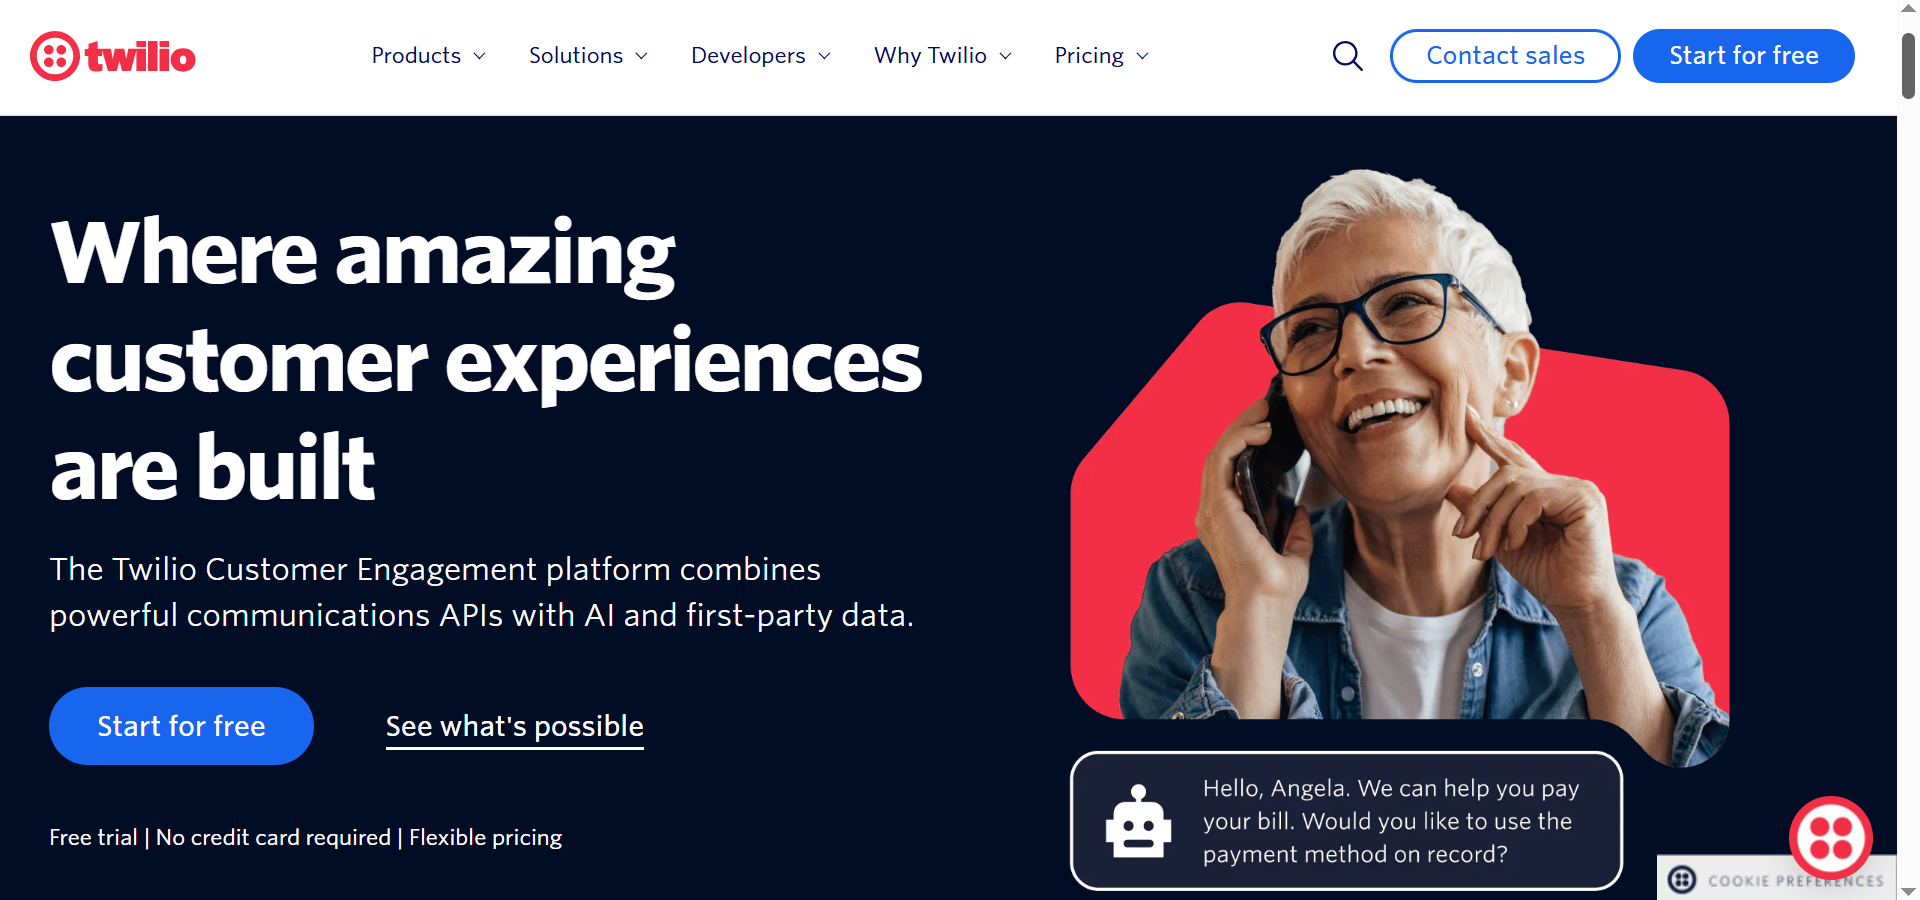 twilio
Products
Solutions
Developers
Why Twilio
Pricing
Contact sales
Start for free
Where amazing
customer experiences
are built
The Twilio Customer Engagement platform combines
powerful communications APIs with AI and first-party data.
Start for free
See what's possible
Free trial | No credit card required | Flexible pricing
Hello, Angela. We can help you pay
your bill. Would you like to use the
payment method on record?
COOKIE PREFERENCES